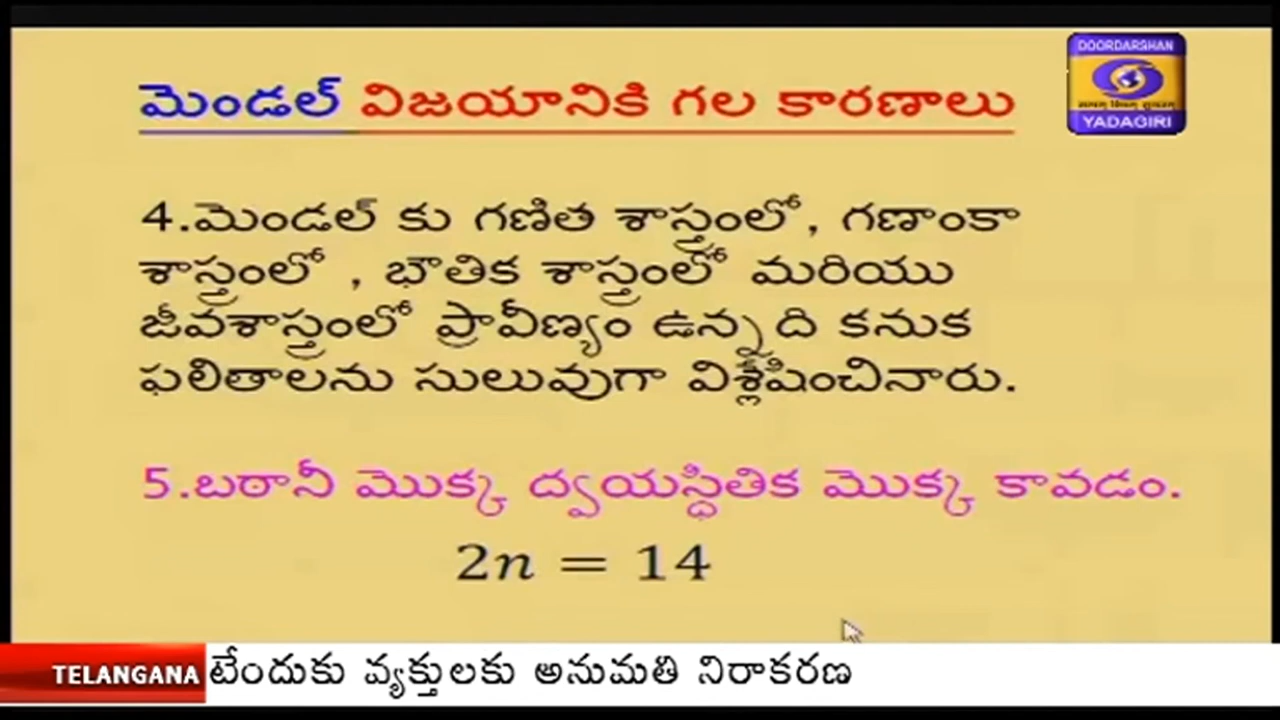 మెండల్ విజయానికి గల కారణాలు
DOORDARSHAN
YADAGIRI
4.మెండల్ కు గణిత శాస్త్రంలో, గణాంకా
శాస్త్రంలో , భౌతిక శాస్త్రంలో మరియు
జీవశాస్త్రంలో ప్రావీణ్యం ఉన్నది కనుక
ఫలితాలను సులువుగా విశ్లేషించినారు.
5.బఠానీ మొక్క ద్వయస్థితిక మొక్క కావడం.
2n = 14
TELANGANA టేందుకు వ్యక్తులకు అనుమతి నిరాకరణ